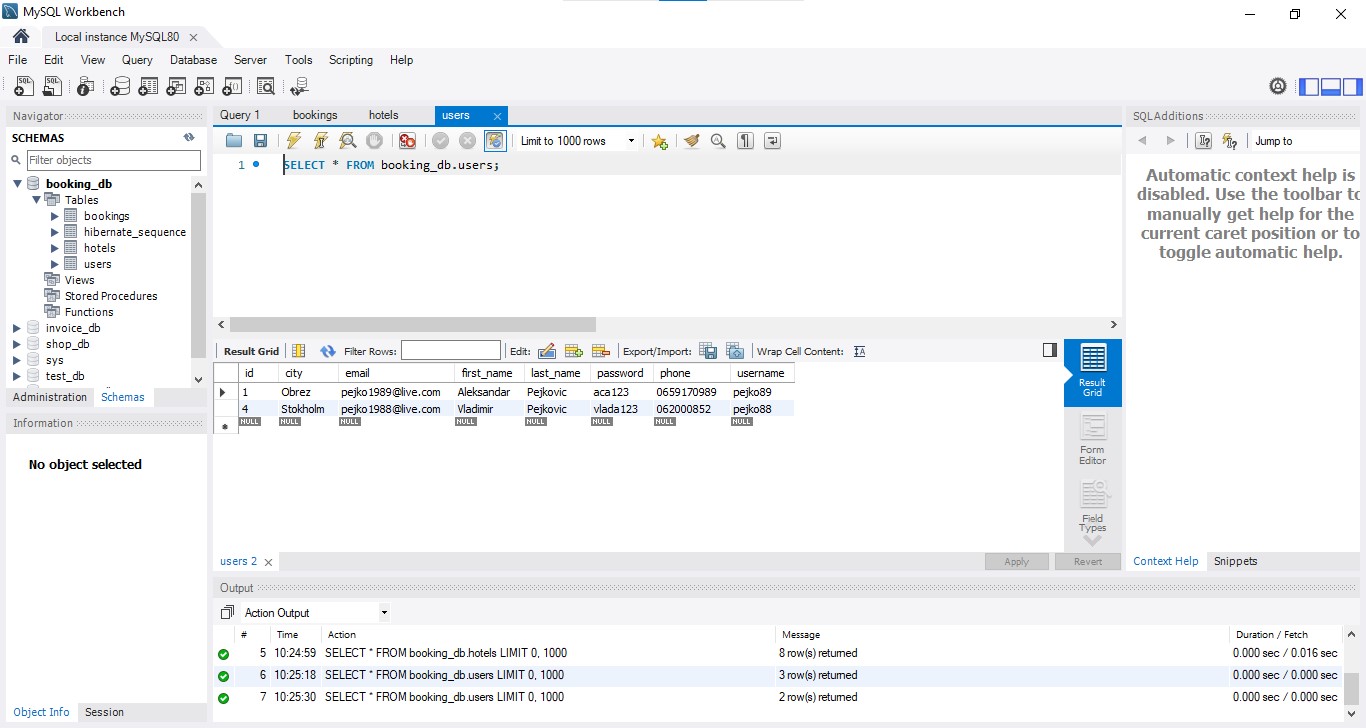 MySQL Workbench
Local instance MySQL80
File Edit View Query Database Server Tools Scripting Help
Navigator
SCHEMAS
Filter objects
booking_db
Tables
bookings
hibernate_sequence
hotels
users
Views
Stored Procedures
Functions
invoice_db
shop_db
sys
test_db
Administration Schemas
Information
No object selected
Object Info Session
Query 1 bookings hotels users
Limit to 1000 rows
1 SELECT * FROM booking_db.users;
Result Grid Filter Rows: Edit: Export/Import: Wrap Cell Content:
id city email first_name last_name password phone username
1 Obrez pejko1989@live.com Aleksandar Pejkovic aca123 0659170989 pejko89
4 Stokholm pejko1988@live.com Vladimir Pejkovic vlada123 062000852 pejko88
NULL NULL NULL NULL NULL NULL NULL NULL
Result
Grid
Form
Editor
Field
Types
users 2 Apply Revert
SQLAdditions
Jump to
Automatic context help is
disabled. Use the toolbar to
manually get help for the
current caret position or to
toggle automatic help.
Context Help Snippets
Output
Action Output
# Time Action Message Duration / Fetch
5 10:24:59 SELECT * FROM booking_db.hotels LIMIT 0, 1000 8 row(s) returned 0.000 sec / 0.016 sec
6 10:25:18 SELECT * FROM booking_db.users LIMIT 0, 1000 3 row(s) returned 0.000 sec / 0.000 sec
7 10:25:30 SELECT * FROM booking_db.users LIMIT 0, 1000 2 row(s) returned 0.000 sec / 0.000 sec